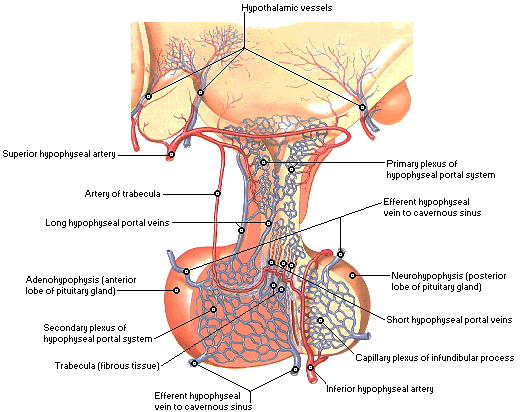 Hypothalamic vessels
Superior hypophyseal artery
Primary plexus of
hypophyseal portal system
Artery of trabecula
Efferent hypophyseal
vein to cavernous sinus
Long hypophyseal portal veins
Adenohypophysis (anterior
lobe of pituitary gland)
Neurohypophysis (posterior
lobe of pituitary gland)
Secondary plexus of
hypophyseal portal system
Short hypophyseal portal veins
Trabecula (fibrous tissue)
Capillary plexus of infundibular process
Efferent hypophyseal
vein to cavernous sinus
Inferior hypophyseal artery